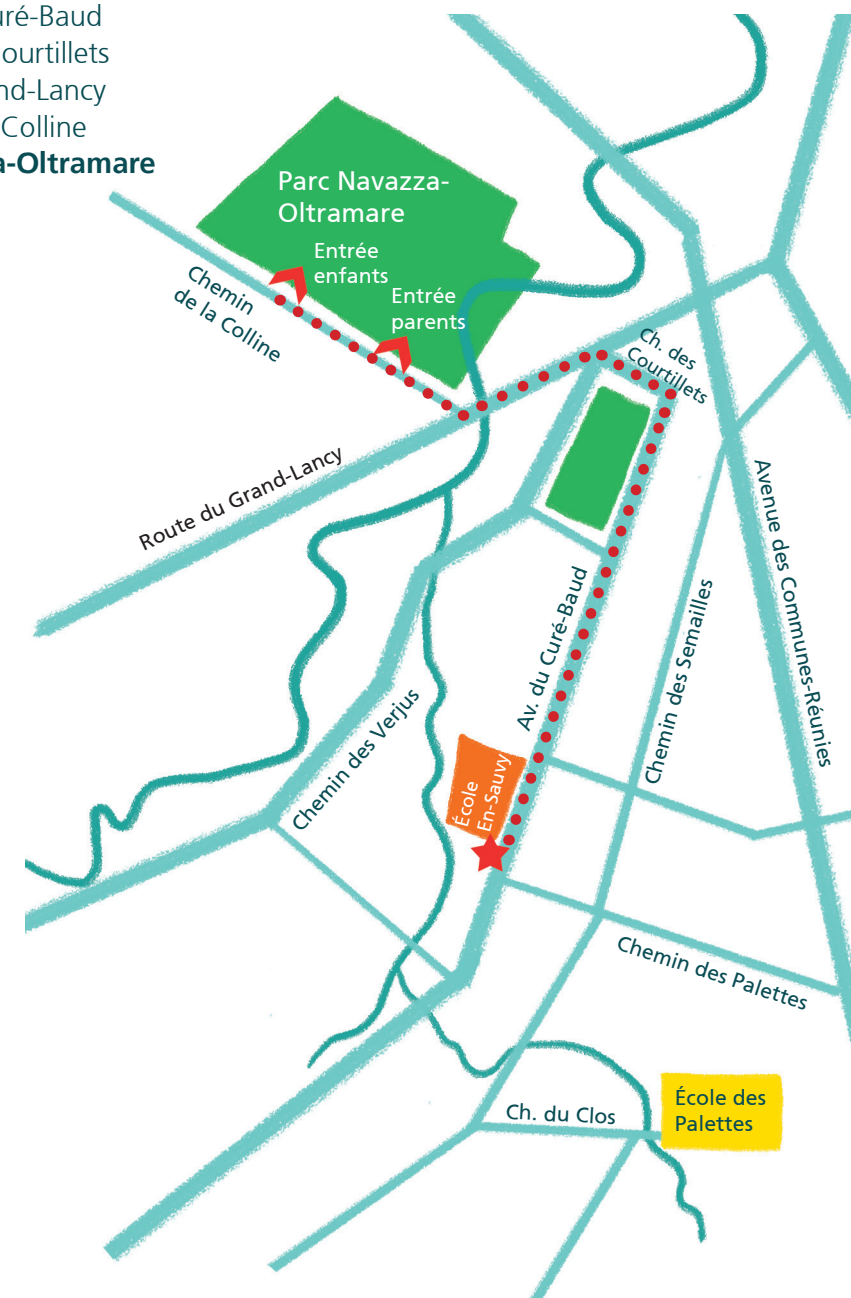 uré-Baud
ourtillets
nd-Lancy
Colline
a-Oltramare
Parc Navazza-
Oltramare
Entrée
enfants
Entrée
parents
Chemin
de la Colline
Ch. des
Courtillets
Route du Grand-Lancy
Avenue des Communes-Réunies
Av. du Curé-Baud
Chemin des Semailles
Chemin des Verjus
École
En-Sauvy
Chemin des Palettes
Ch. du Clos
École des
Palettes